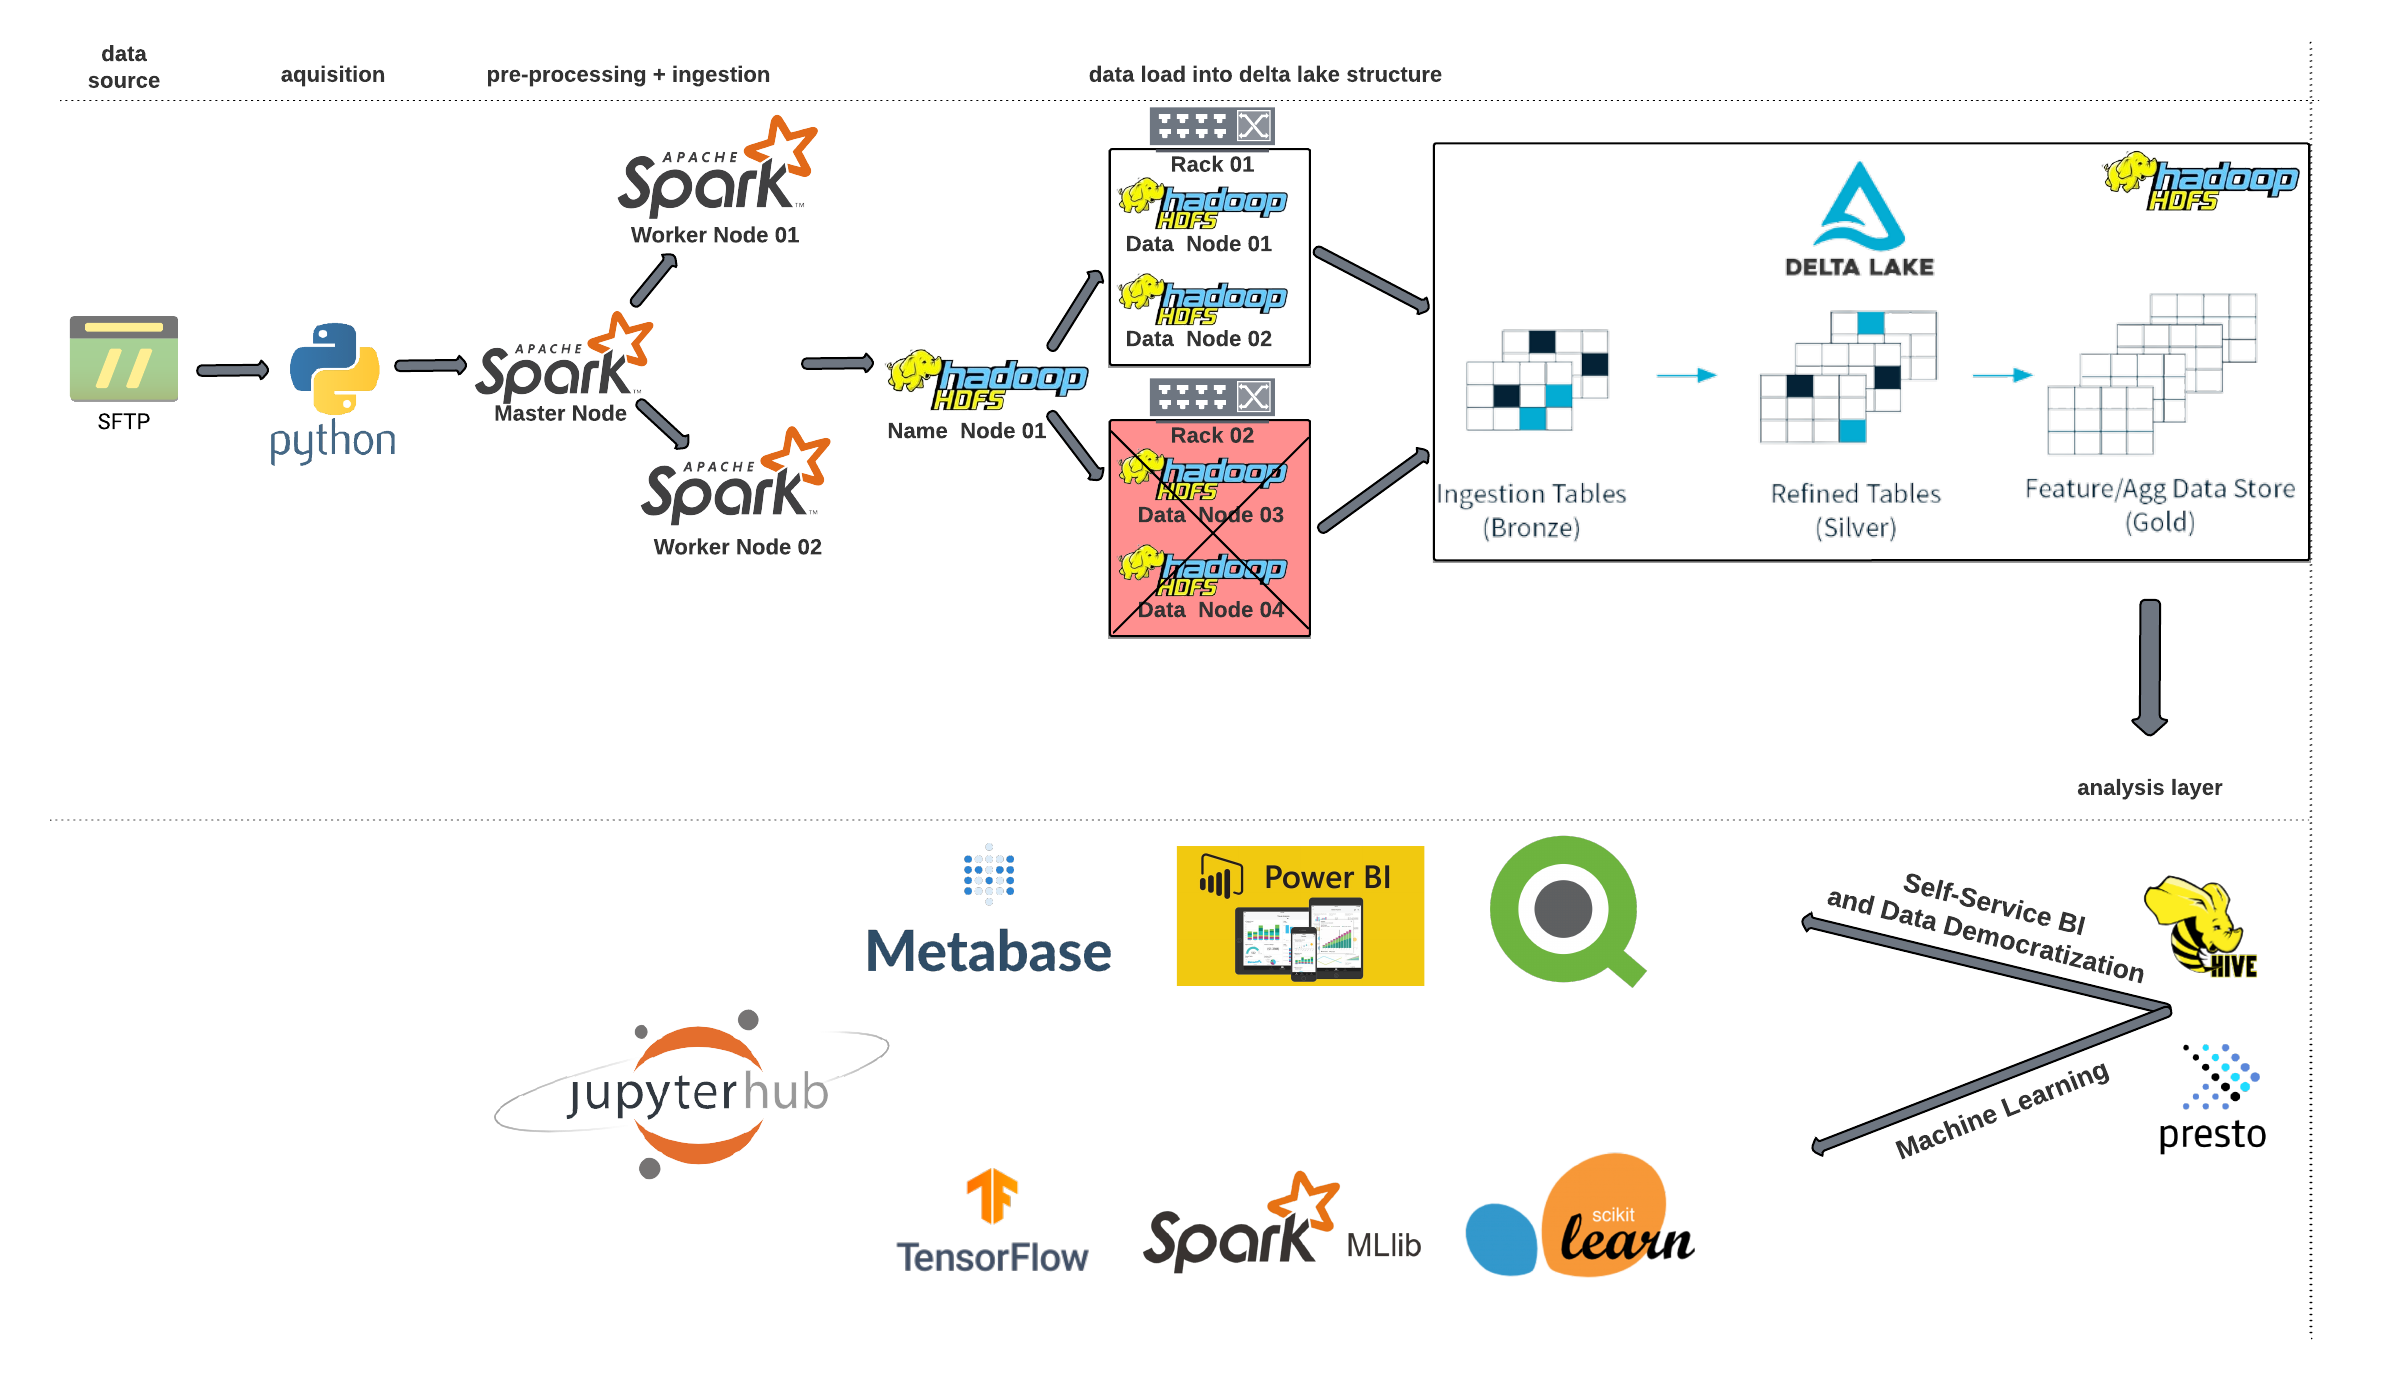 data
source
aquisition
pre-processing + ingestion
data load into delta lake structure
APACHE
Spark™
Worker Node 01
SFTP
python
APACHE
Spark™
Master Node
APACHE
Spark™
Worker Node 02
hadoop
HDFS
Name Node 01
Rack 01
hadoop
HDFS
Data Node 01
hadoop
HDFS
Data Node 02
Rack 02
hadoop
HDFS
Data Node 03
hadoop
HDFS
Data Node 04
DELTA LAKE
hadoop
HDFS
Ingestion Tables
(Bronze)
Refined Tables
(Silver)
Feature/Agg Data Store
(Gold)
analysis layer
Metabase
Power BI
Self-Service BI
and Data Democratization
HIVE
jupyterhub
Machine Learning
presto
TensorFlow
Spark MLlib
scikit
learn